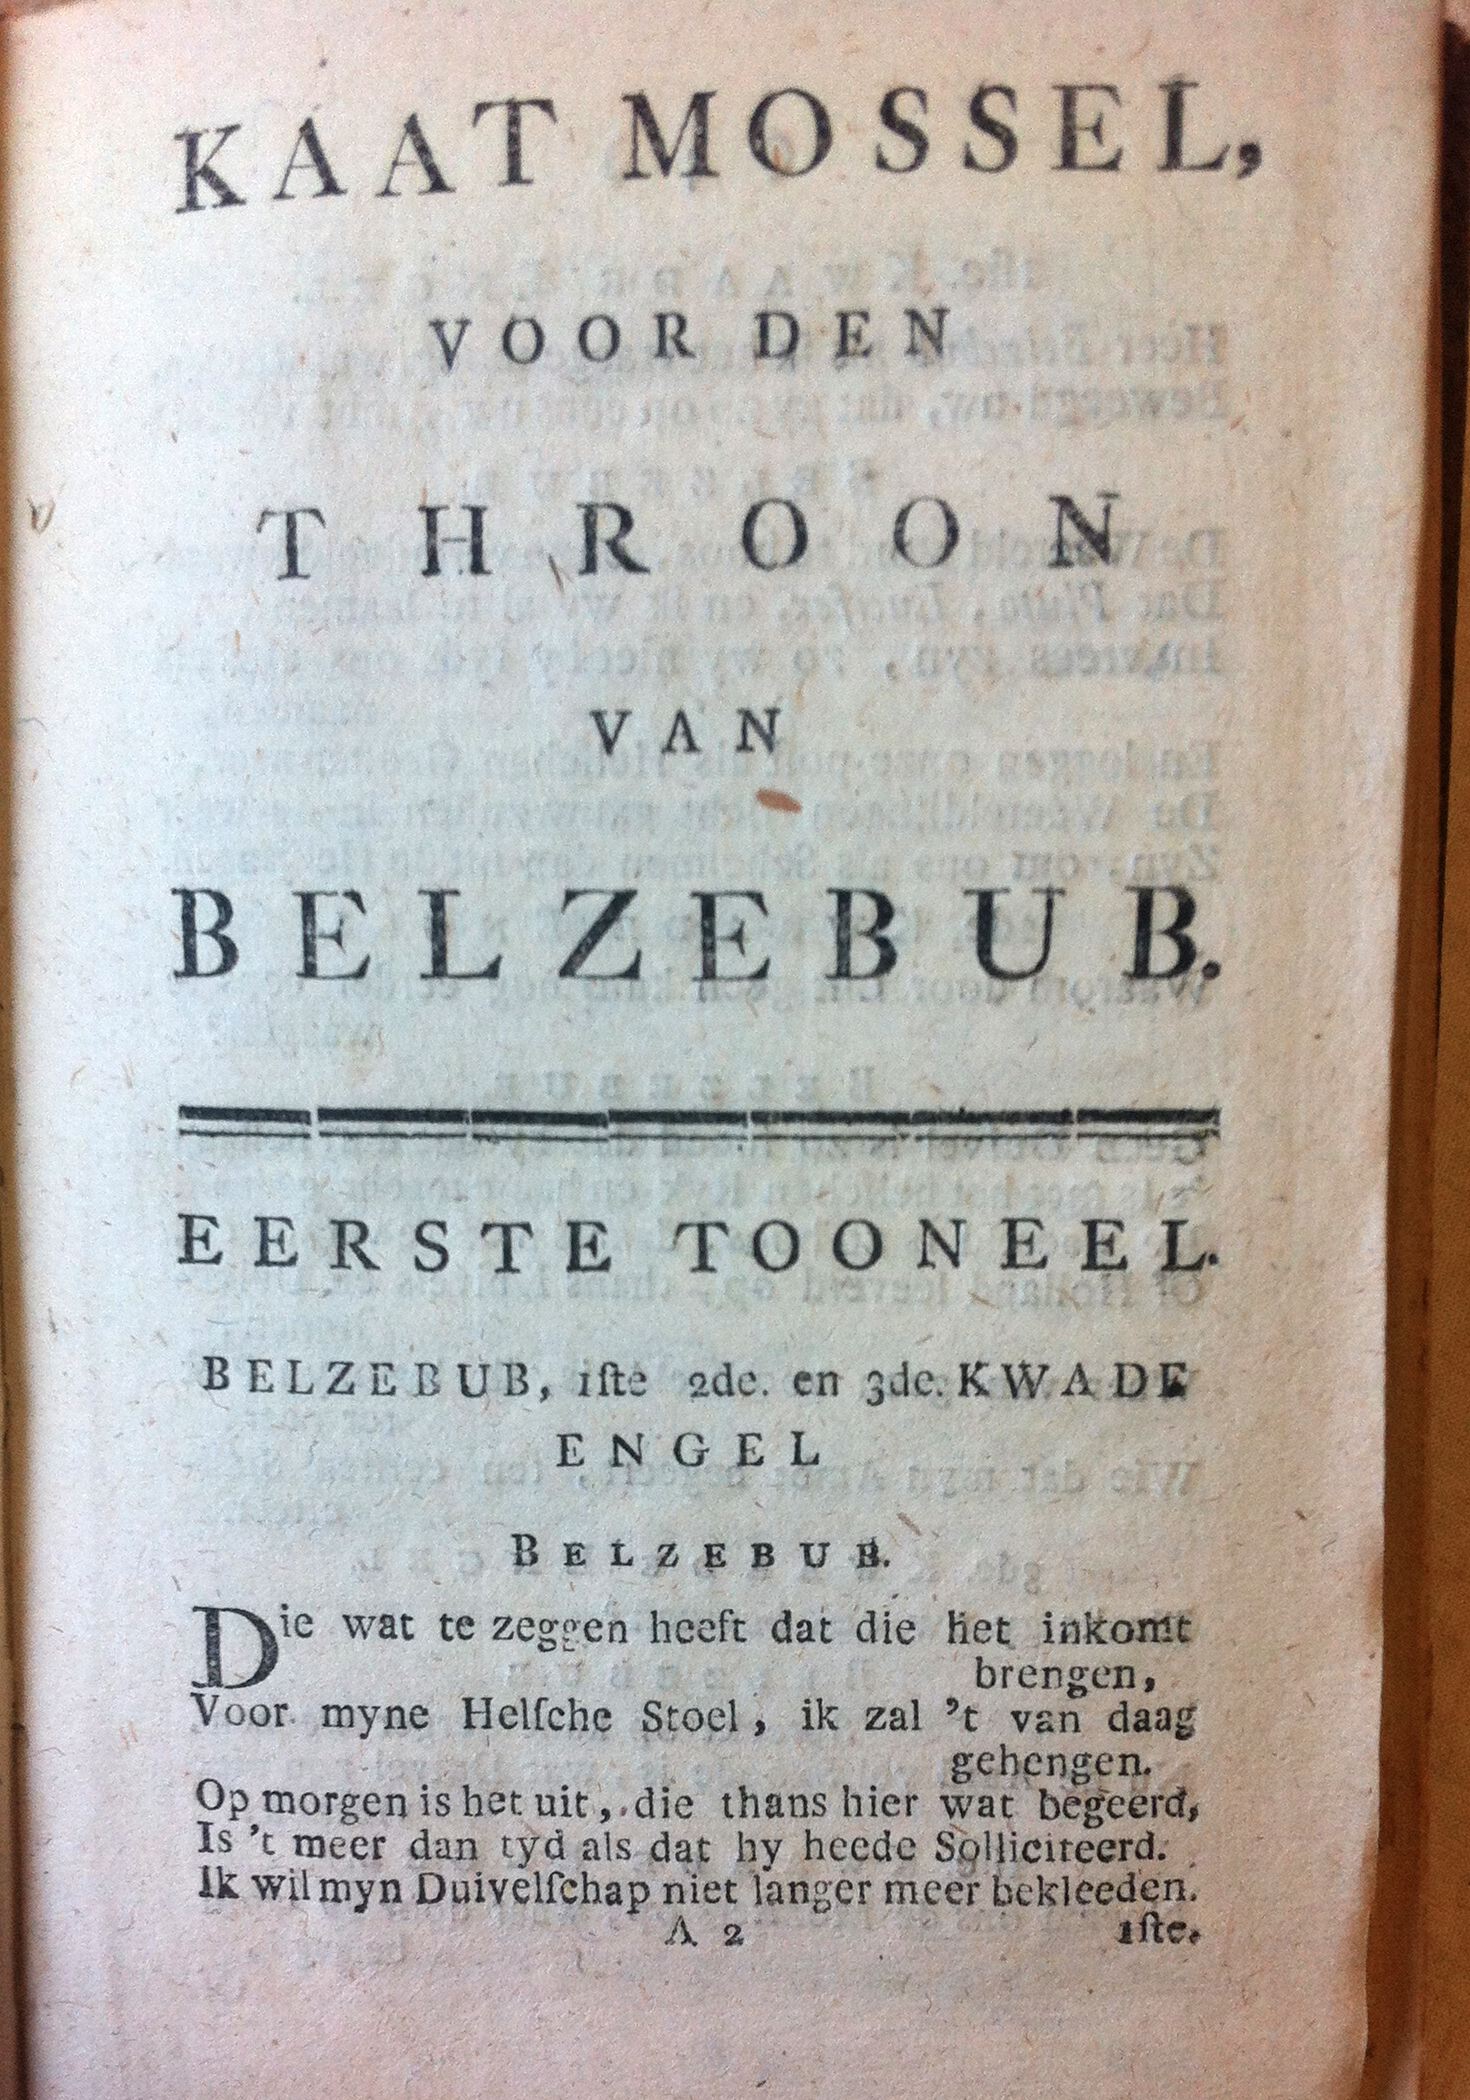 KAAT MOSSEL,
VOOR DEN
THROON
VAN
BELZEBUB.
EERSTE TOONEEL.
BELZEBUB, 1ſte 2de. en 3de. KWADE
ENGEL
BELZEBUB.
Die wat te zeggen heeft dat die het inkomt
brengen,
Voor myne Helſche Stoel, ik zal 't van daag
gehengen.
Op morgen is het uit, die thans hier wat begeerd,
Is 't meer dan tyd als dat hy heede Solliciteerd.
Ik wil myn Duivelſchap niet langer meer bekleeden.
A 2 1ſte.